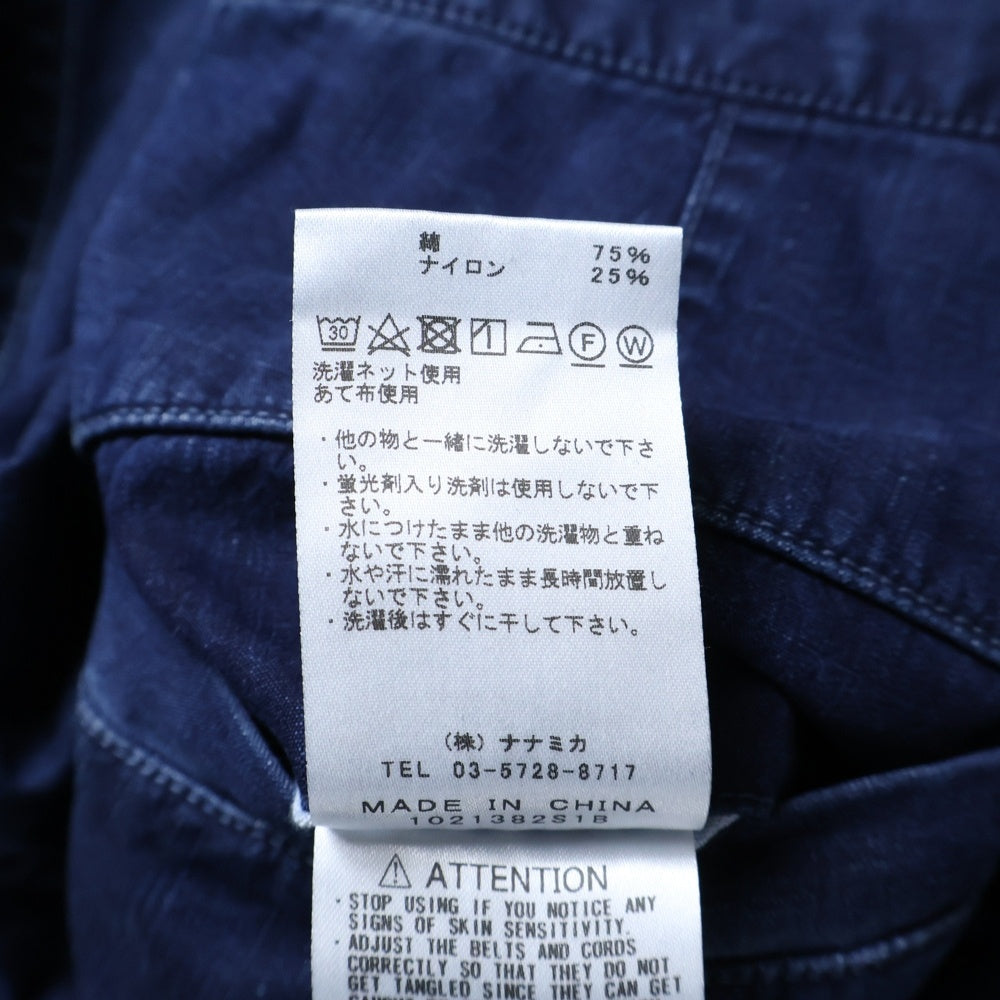 綿 75%
ナイロン 25%
30 F W
洗濯ネット使用
あて布使用
・他の物と一緒に洗濯しないで下さ
い。
・蛍光剤入り洗剤は使用しないで下
さい。
・水につけたまま他の洗濯物と重ね
ないで下さい。
・水や汗に濡れたまま長時間放置し
ないで下さい。
・洗濯後はすぐに干して下さい。
(株)ナナミカ
TEL 03-5728-8717
MADE IN CHINA
1021382S1B
ATTENTION
・STOP USING IF YOU NOTICE ANY
SIGNS OF SKIN SENSITIVITY.
・ADJUST THE BELTS AND CORDS
CORRECTLY SO THAT THEY DO NOT
GET TANGLED SINCE THEY CAN GET